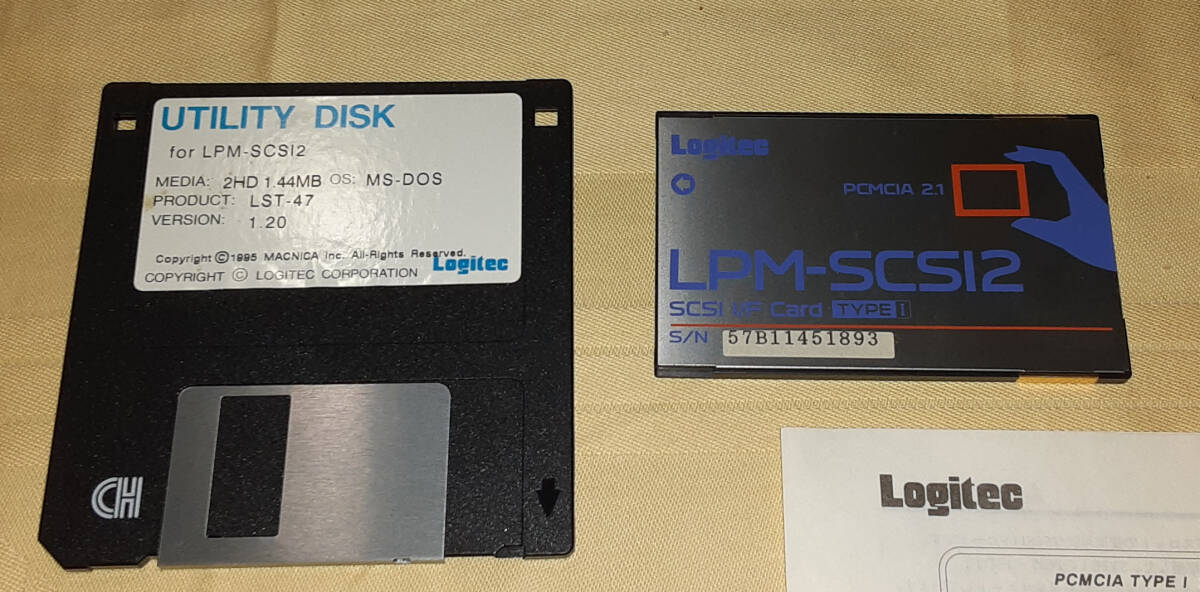 UTILITY DISK
for LPM-SCSI2
MEDIA: 2HD 1.44MB OS: MS-DOS
PRODUCT: LST-47
VERSION: 1.20
Copyright ©1995 MACNICA Inc. All-Rights Reserved.
COPYRIGHT © LOGITEC CORPORATION
Logitec
CH
Logitec
PCMCIA 2.1
LPM-SCSI2
SCSI I/F Card TYPE I
S/N 57B11451893
Logitec
PCMCIA TYPE I